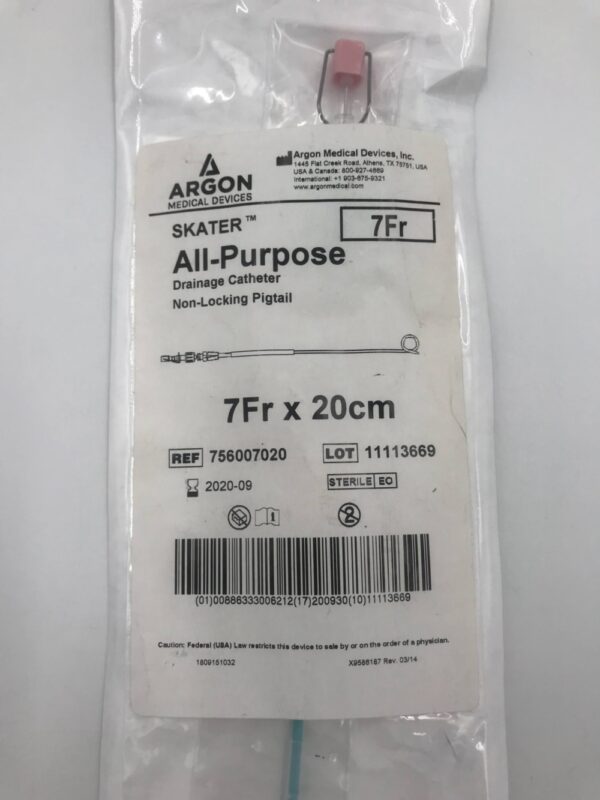 ARGON
MEDICAL DEVICES
Argon Medical Devices, Inc.
1445 Flat Creek Road, Athens, TX 75751, USA
USA & Canada: 800-927-4669
International: +1 903-675-9321
www.argonmedical.com
SKATER™
7Fr
All-Purpose
Drainage Catheter
Non-Locking Pigtail
7Fr x 20cm
REF 756007020
LOT 11113669
2020-09
STERILE EO
2
(01)00886333006212(17)200930(10)11113669
Caution: Federal (USA) Law restricts this device to sale by or on the order of a physician.
1809151032
X9588187 Rev. 03/14